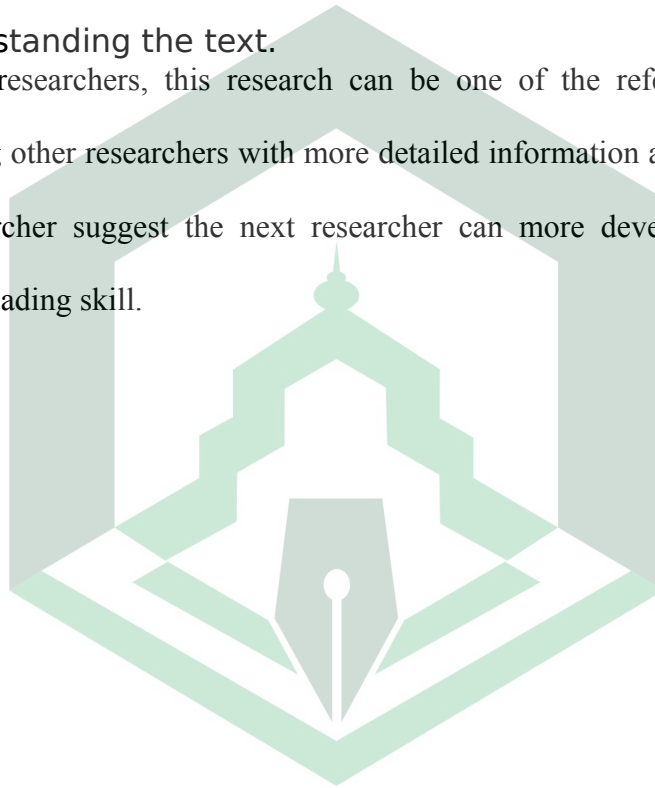 standing the text.
researchers, this research can be one of the refe
other researchers with more detailed information a
rcher suggest the next researcher can more deve
ading skill.